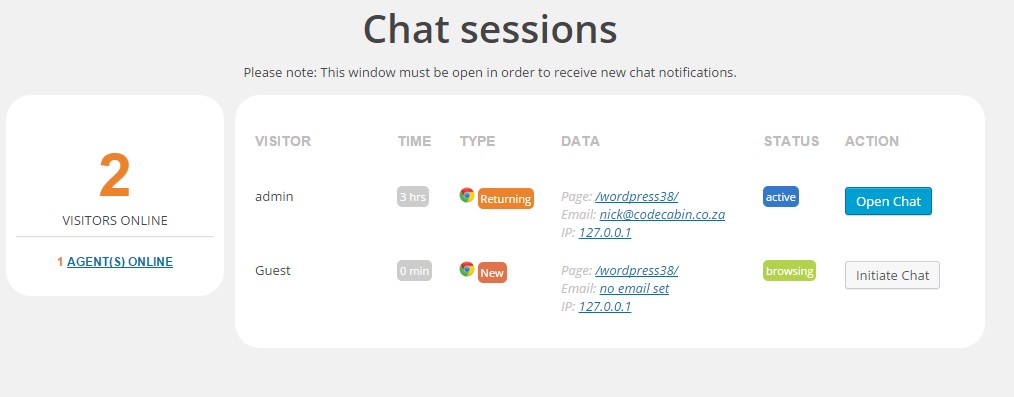 Chat sessions
Please note: This window must be open in order to receive new chat notifications.
2
VISITORS ONLINE
1 AGENT(S) ONLINE
VISITOR TIME TYPE DATA STATUS ACTION
admin 3 hrs Returning Page: /wordpress38/ active Open Chat
Email: nick@codecabin.co.za
IP: 127.0.0.1
Guest 0 min New Page: /wordpress38/ browsing Initiate Chat
Email: no email set
IP: 127.0.0.1